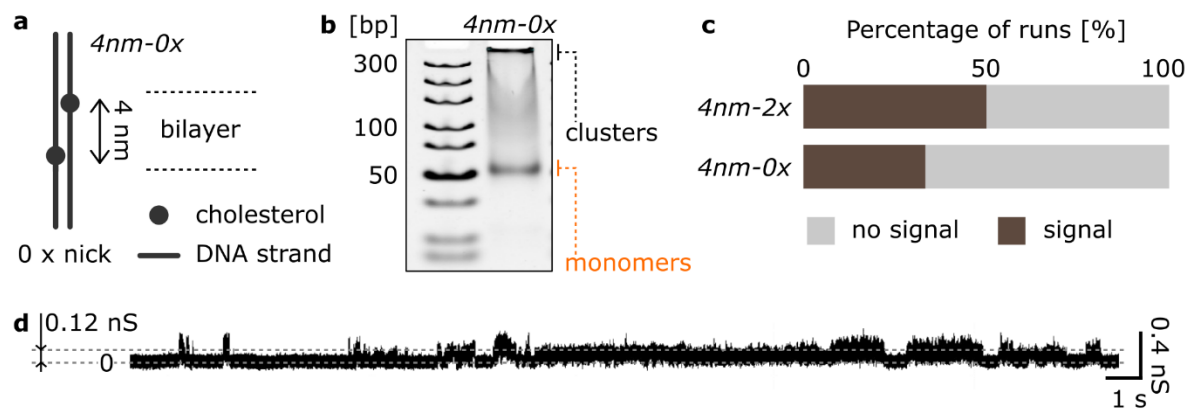 a
4nm-0x
4 nm
bilayer
cholesterol
0 x nick
DNA strand
b
[bp]
4nm-0x
300
100
50
clusters
monomers
c
Percentage of runs [%]
0 50 100
4nm-2x
4nm-0x
no signal
signal
d
0.12 nS
0
0.4 nS
1 s